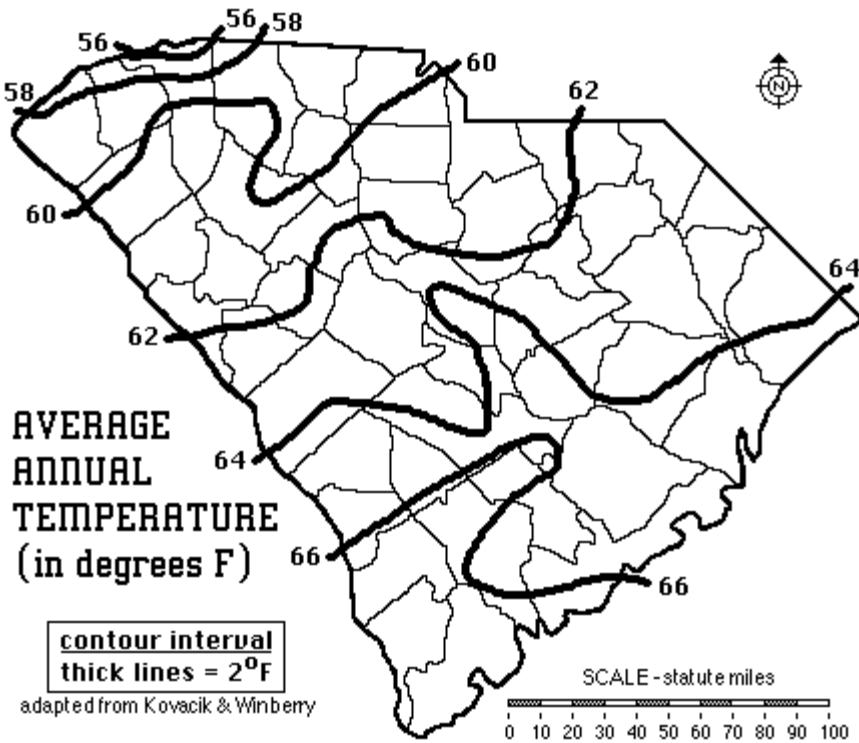 56
58
56
58
60
62
N
60
64
62
AVERAGE
ANNUAL
TEMPERATURE
(in degrees F)
64
66
66
contour interval
thick lines = 2°F
adapted from Kovacik & Winberry
SCALE - statute miles
0 10 20 30 40 50 60 70 80 90 100